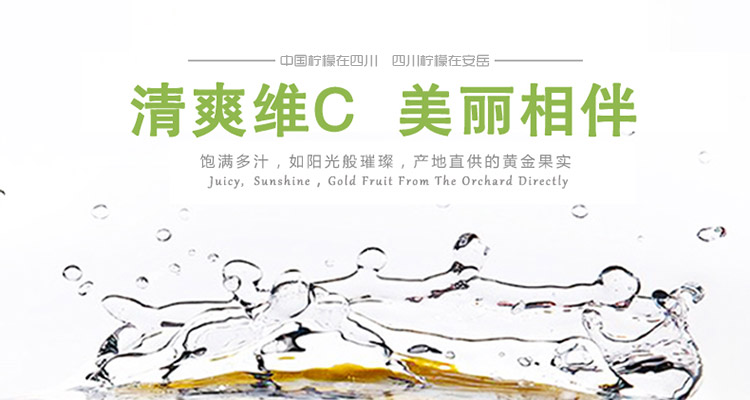 中国柠檬在四川 四川柠檬在安岳
清爽维C 美丽相伴
饱满多汁，如阳光般璀璨，产地直供的黄金果实
Juicy, Sunshine , Gold Fruit From The Orchard Directly